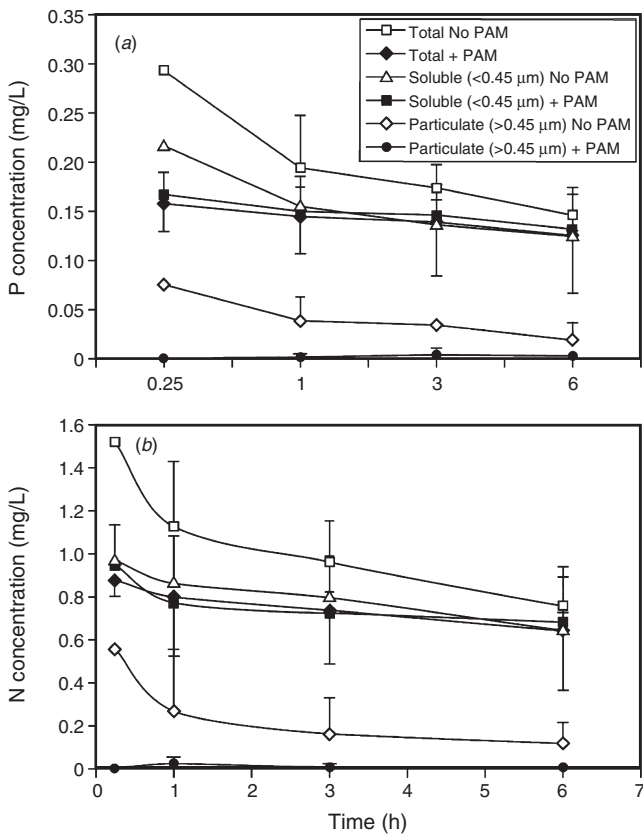 (a)
Total No PAM
Total + PAM
Soluble (<0.45 µm) No PAM
Soluble (<0.45 µm) + PAM
Particulate (>0.45 µm) No PAM
Particulate (>0.45 µm) + PAM
P concentration (mg/L)
0.35
0.30
0.25
0.20
0.15
0.10
0.05
0
0.25 1 3 6
(b)
N concentration (mg/L)
1.6
1.4
1.2
1.0
0.8
0.6
0.4
0.2
0
0 1 2 3 4 5 6 7
Time (h)